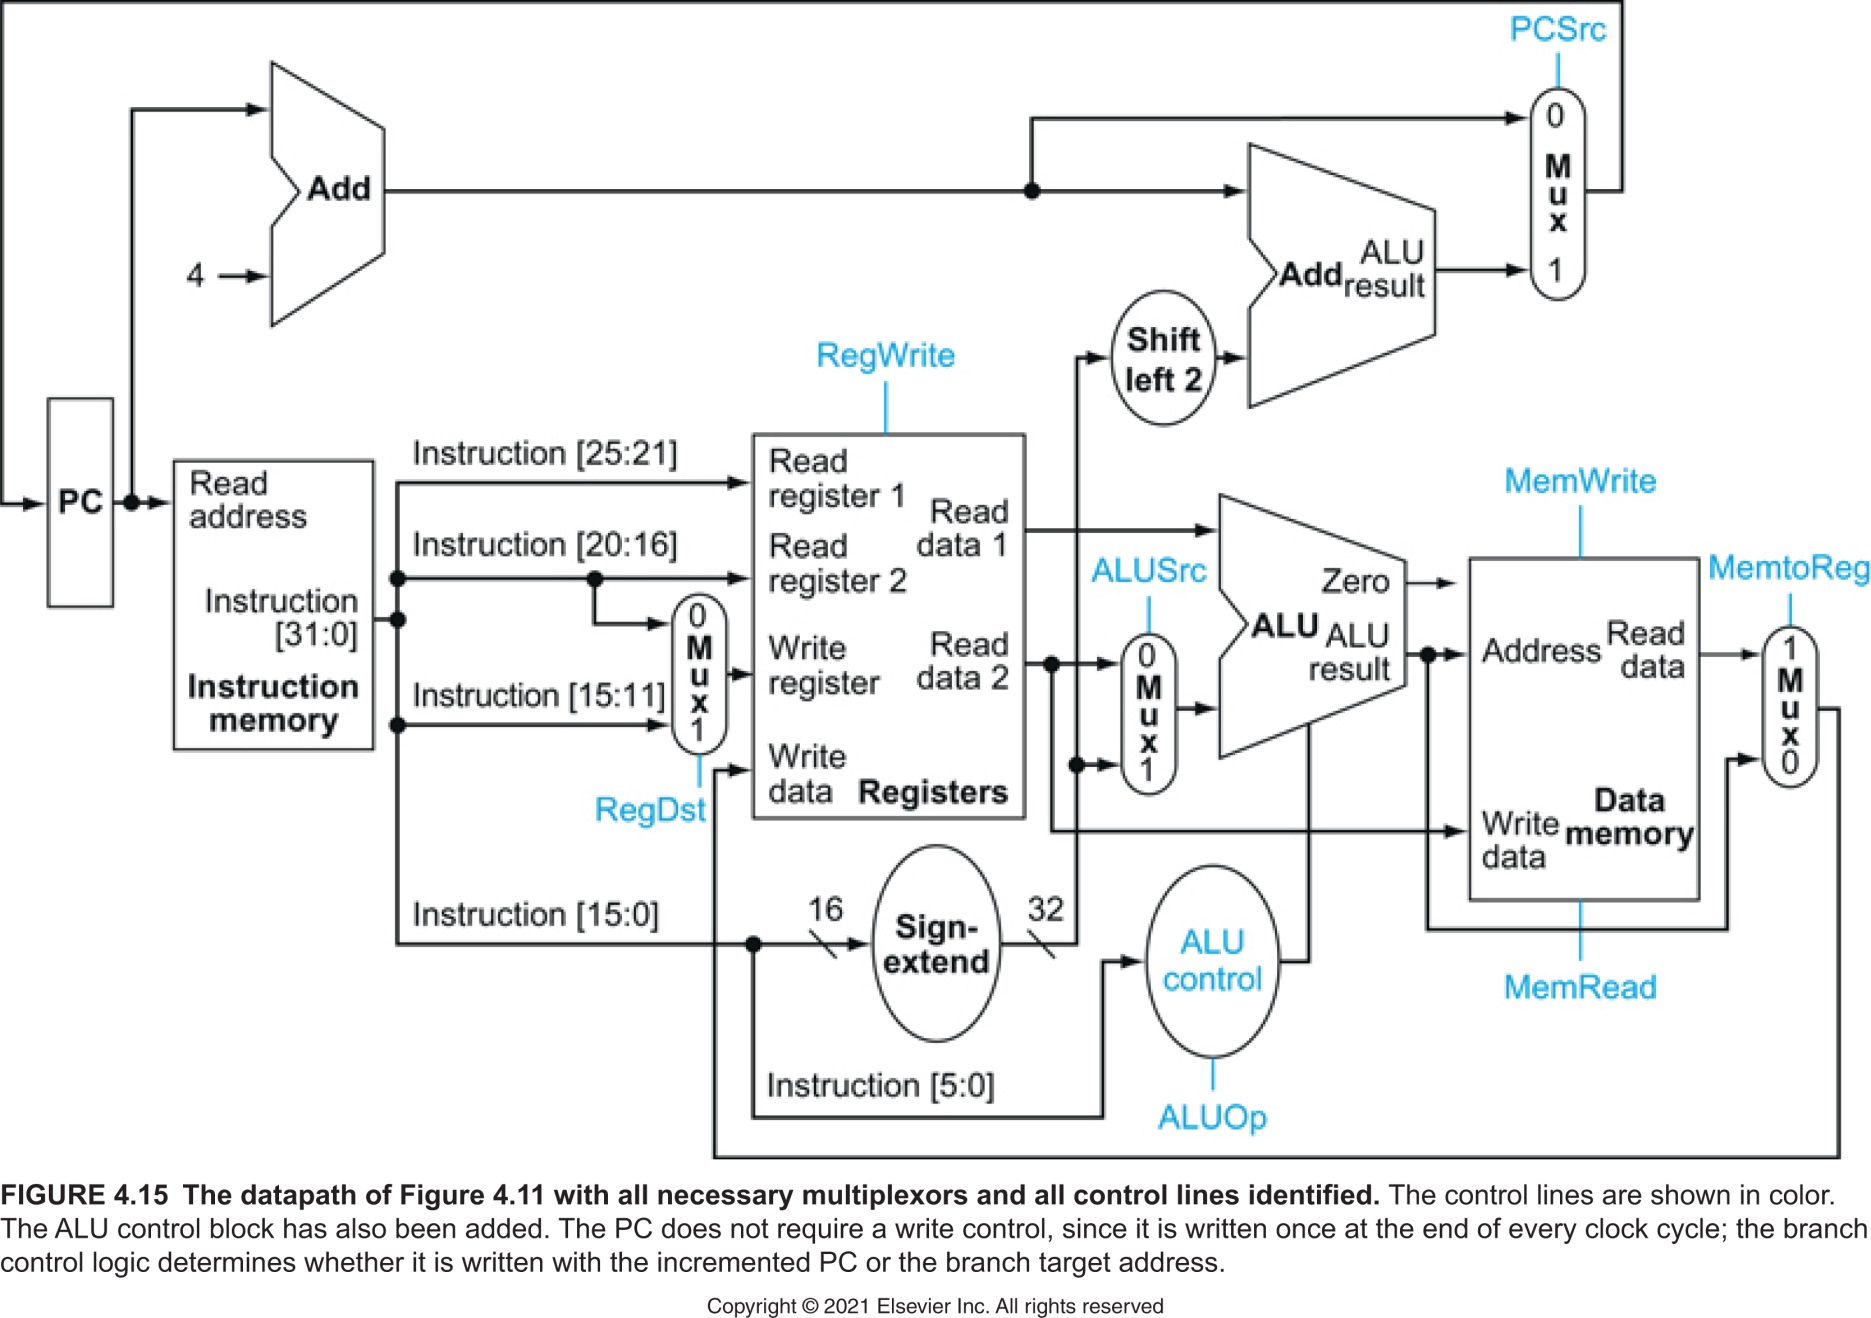 PCSrc
0
M
u
x
1
Add
4
Add
ALU
result
Shift
left 2
RegWrite
PC
Read
address
Instruction
[31:0]
Instruction
memory
Instruction [25:21]
Instruction [20:16]
Instruction [15:11]
0
M
u
x
1
RegDst
Read
register 1
Read
register 2
Write
register
Write
data
Read
data 1
Read
data 2
Registers
ALUSrc
0
M
u
x
1
Zero
ALU
ALU
result
MemWrite
Address
Read
data
Write
data
Data
memory
MemRead
MemtoReg
1
M
u
x
0
Instruction [15:0]
16
Sign-
extend
32
ALU
control
ALUOp
Instruction [5:0]
FIGURE 4.15 The datapath of Figure 4.11 with all necessary multiplexors and all control lines identified. The control lines are shown in color.
The ALU control block has also been added. The PC does not require a write control, since it is written once at the end of every clock cycle; the branch
control logic determines whether it is written with the incremented PC or the branch target address.
Copyright © 2021 Elsevier Inc. All rights reserved